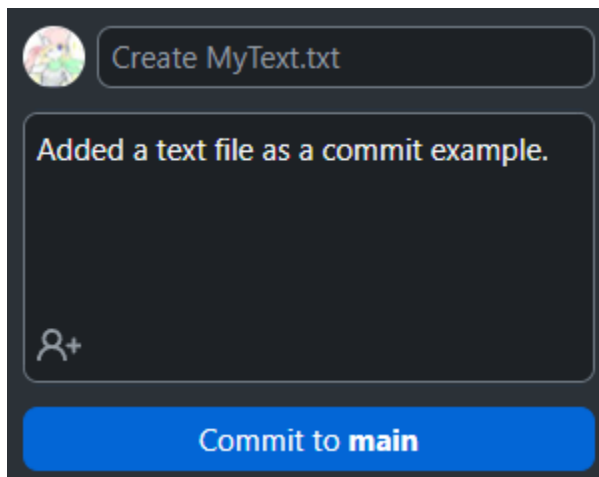 Create MyText.txt
Added a text file as a commit example.
Commit to main